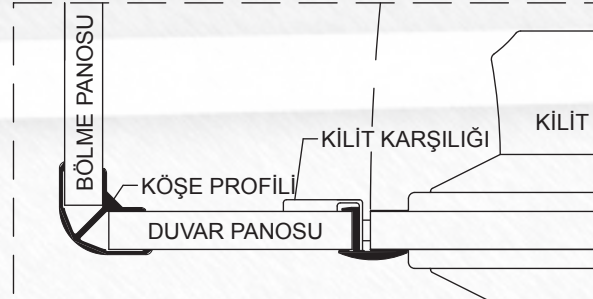 BÖLME PANOSU
KİLİT
KİLİT KARŞILIĞI
KÖŞE PROFİLİ
DUVAR PANOSU